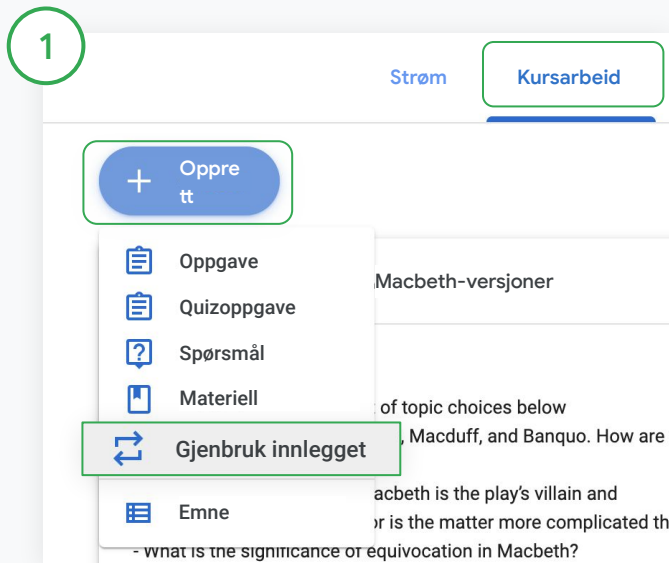 1
Strøm Kursarbeid
Oppre
tt
Oppgave
Macbeth-versjoner
Quizoppgave
Spørsmål
Materiell
of topic choices below
Gjenbruk innlegget
, Macduff, and Banquo. How are
acbeth is the play's villain and
Emne
or is the matter more complicated th
- What is the significance of equivocation in Macbeth?